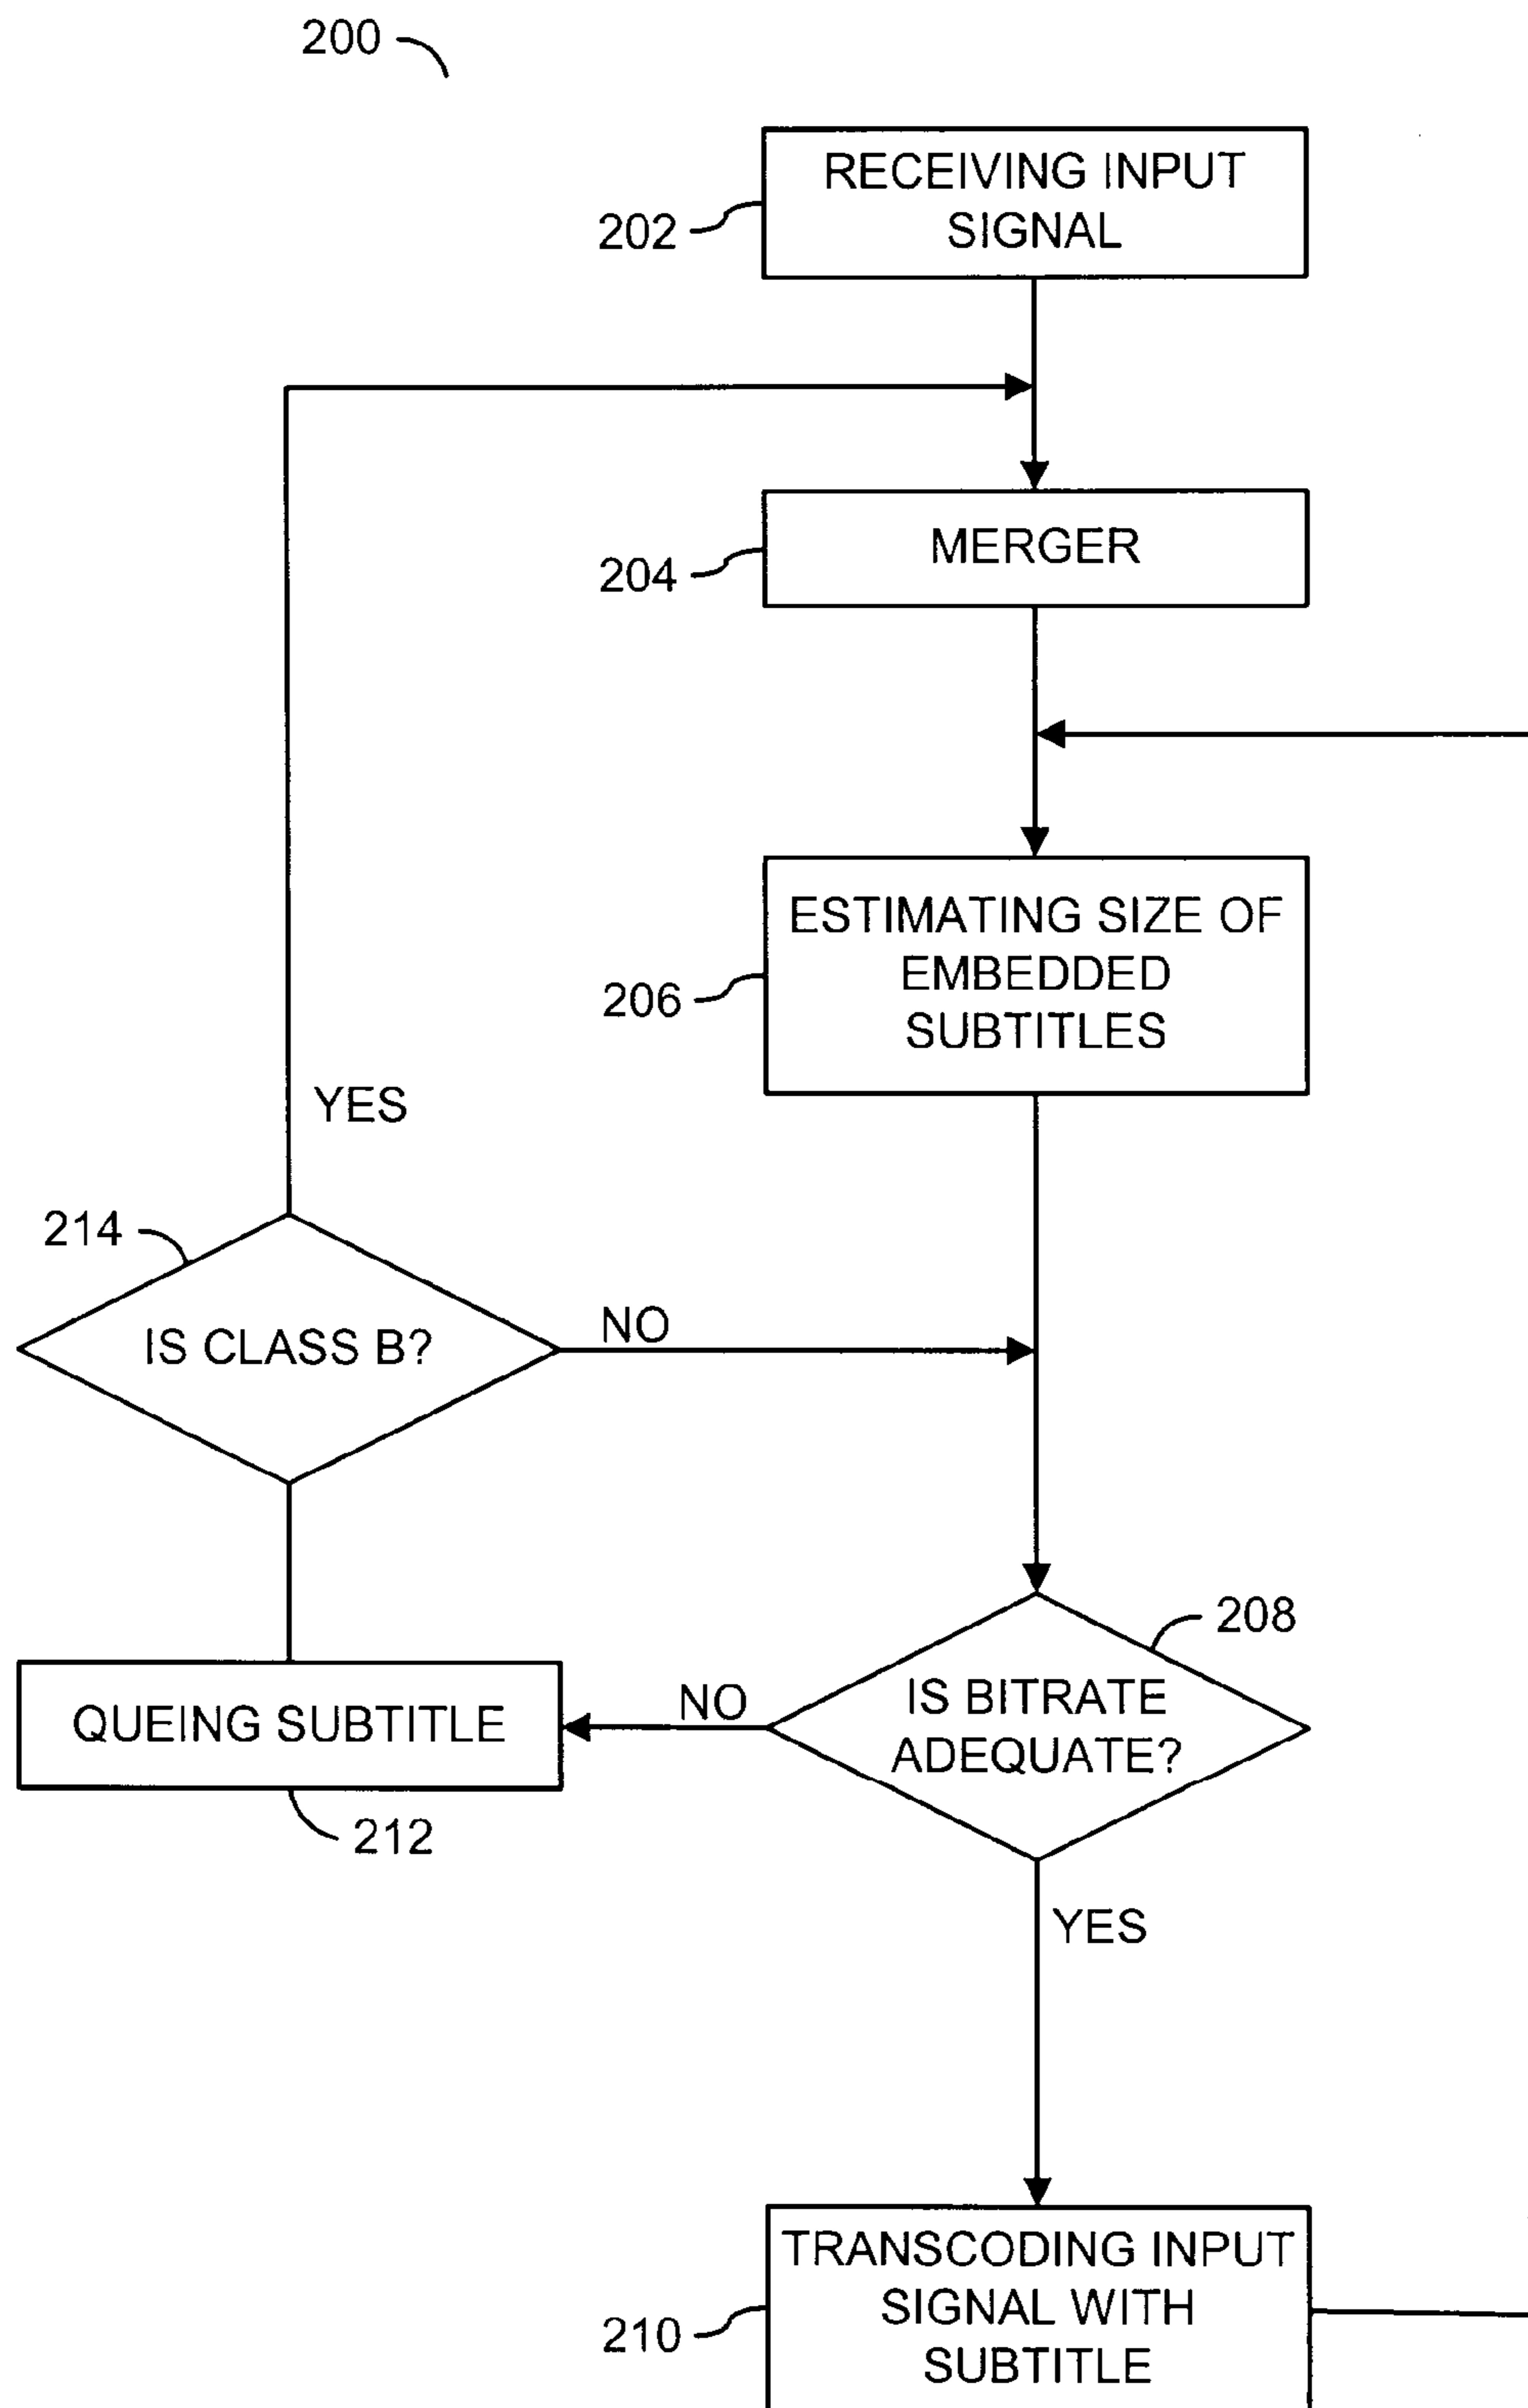 200
RECEIVING INPUT
SIGNAL
202
MERGER
204
ESTIMATING SIZE OF
EMBEDDED
SUBTITLES
206
YES
214
IS CLASS B?
NO
208
IS BITRATE
ADEQUATE?
NO
QUEING SUBTITLE
212
YES
TRANSCODING INPUT
SIGNAL WITH
SUBTITLE
210